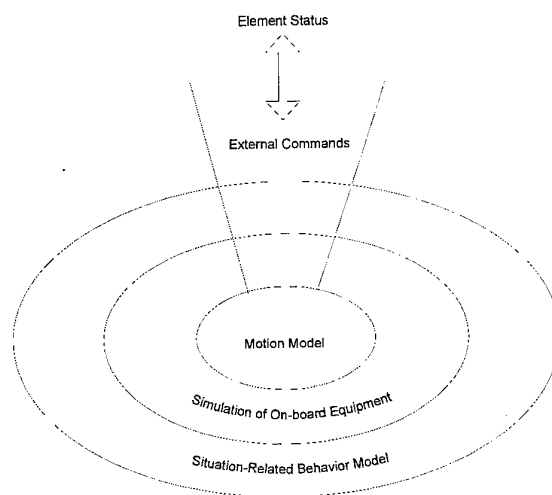 Element Status
External Commands
Motion Model
Simulation of On-board Equipment
Situation-Related Behavior Model